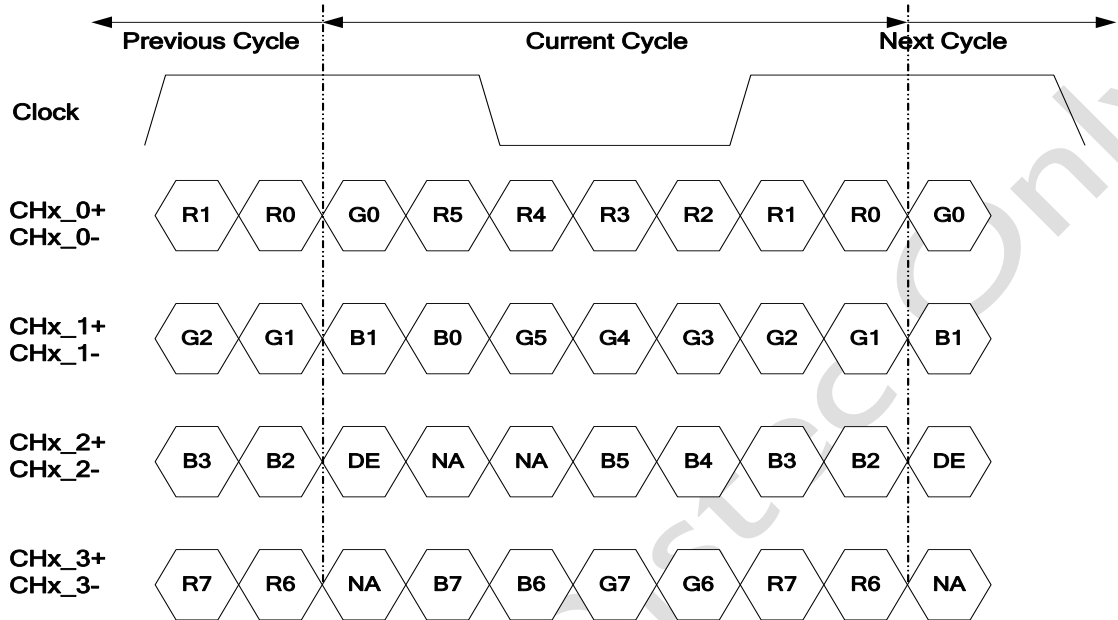 Previous Cycle Current Cycle Next Cycle
Clock
CHx_0+
CHx_0-
R1 R0 G0 R5 R4 R3 R2 R1 R0 G0
CHx_1+
CHx_1-
G2 G1 B1 B0 G5 G4 G3 G2 G1 B1
CHx_2+
CHx_2-
B3 B2 DE NA NA B5 B4 B3 B2 DE
CHx_3+
CHx_3-
R7 R6 NA B7 B6 G7 G6 R7 R6 NA
Only